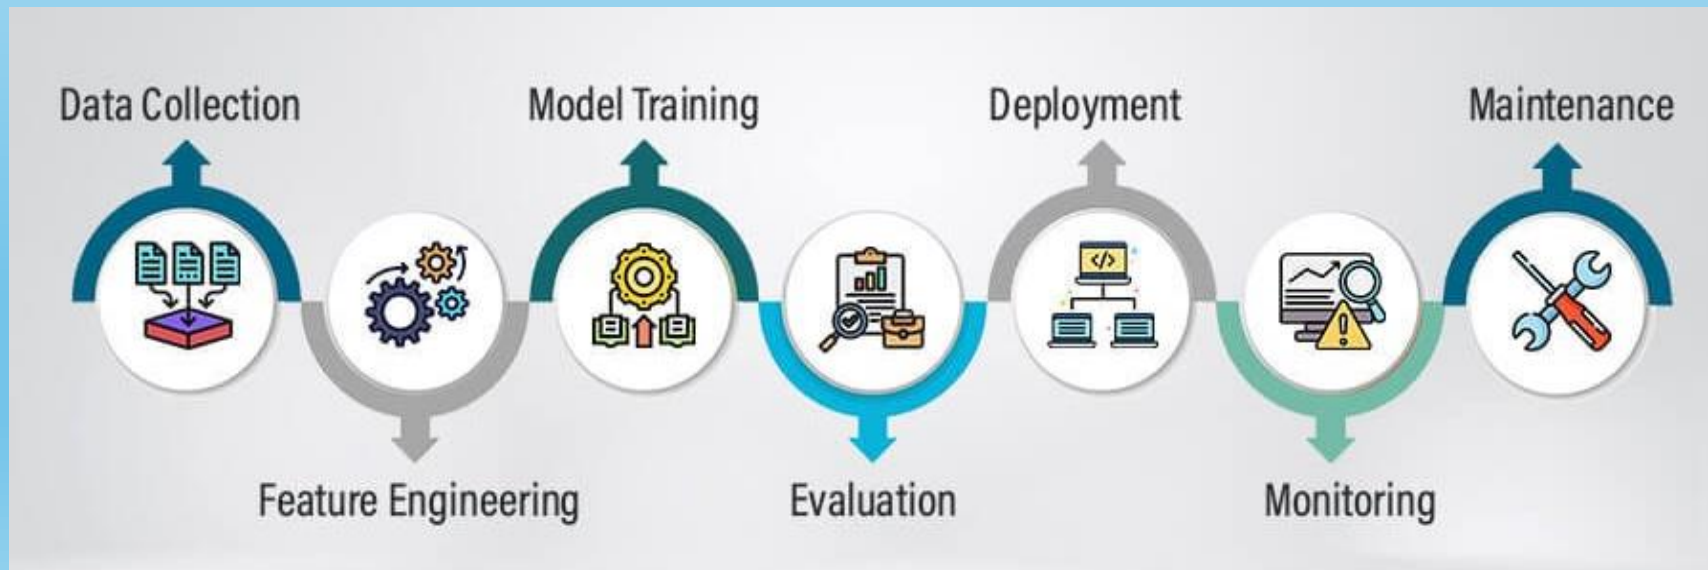 Data Collection
Feature Engineering
Model Training
Evaluation
Deployment
Monitoring
Maintenance